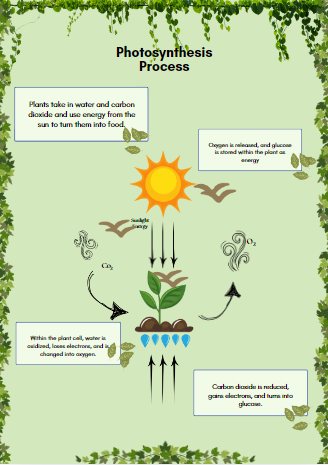 Photosynthesis
Process
Plants take in water and carbon
dioxide and use energy from the
sun to turn them into food.
Oxygen is released, and glucose
is stored within the plant as
energy
Sunlight
Energy
O2
Co2
Within the plant cell, water is
oxidized, loses electrons, and is
changed into oxygen.
Carbon dioxide is reduced,
gains electrons, and turns into
glucose.